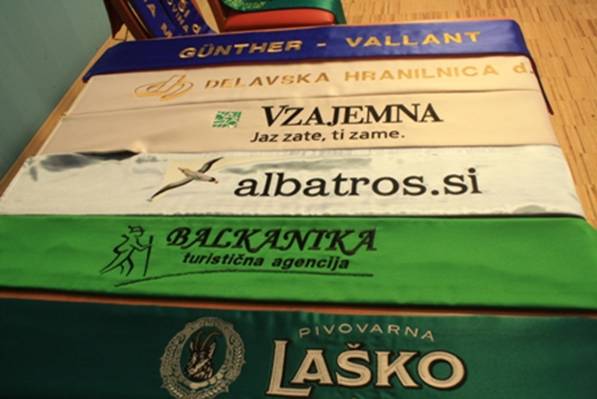 GÜNTHER - VALLANT
DELAVSKA HRANILNICA d.
VZAJEMNA
Jaz zate, ti zame.
albatros.si
BALKANIKA
turistična agencija
PIVOVARNA
LAŠKO